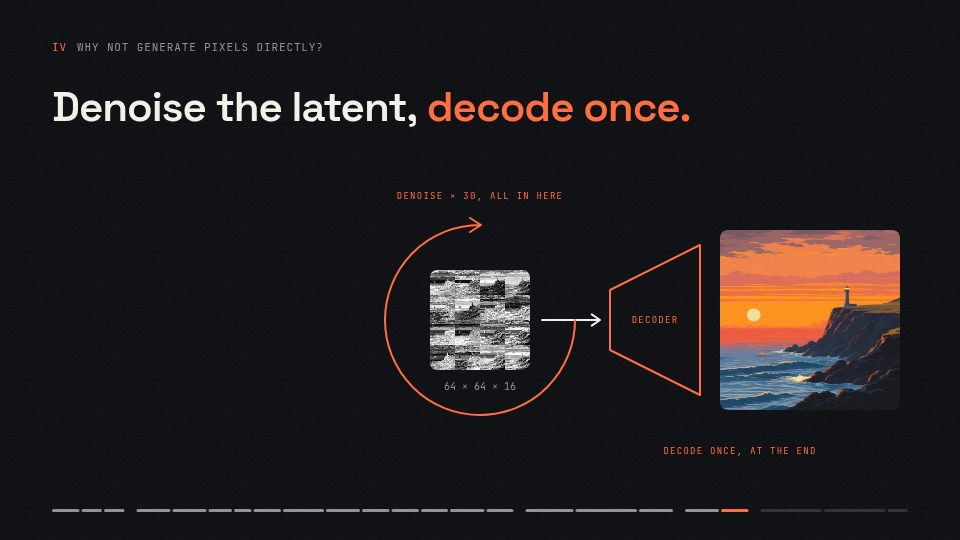 IV WHY NOT GENERATE PIXELS DIRECTLY?
Denoise the latent, decode once.
DENOISE × 30, ALL IN HERE
DECODER
64 × 64 × 16
DECODE ONCE, AT THE END